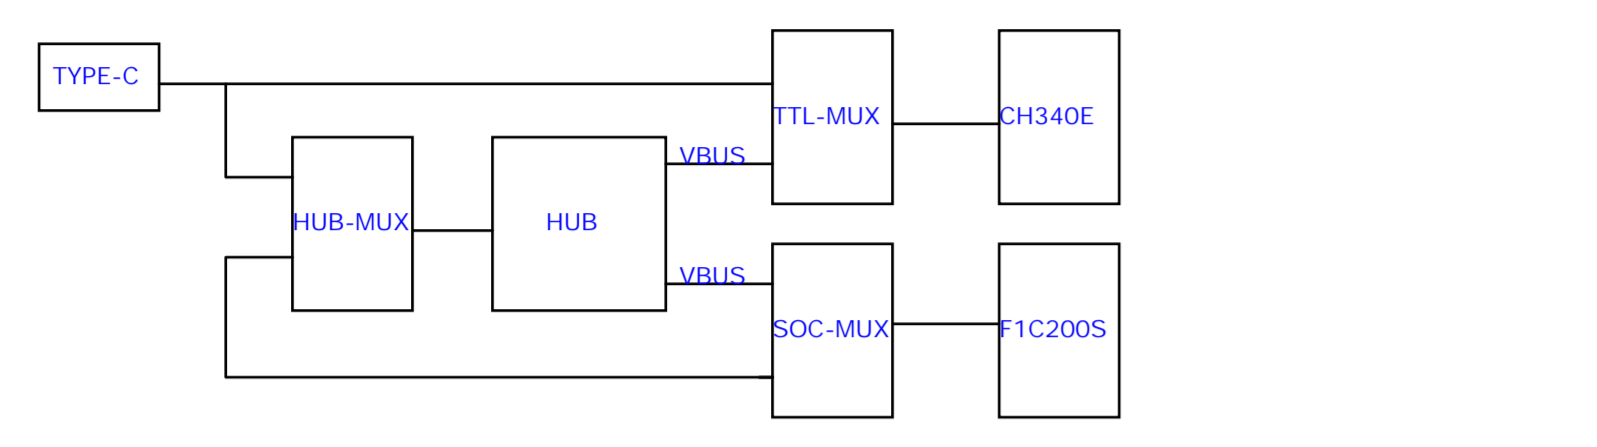 TYPE-C
TTL-MUX
CH340E
VBUS
HUB-MUX
HUB
VBUS
SOC-MUX
F1C200S